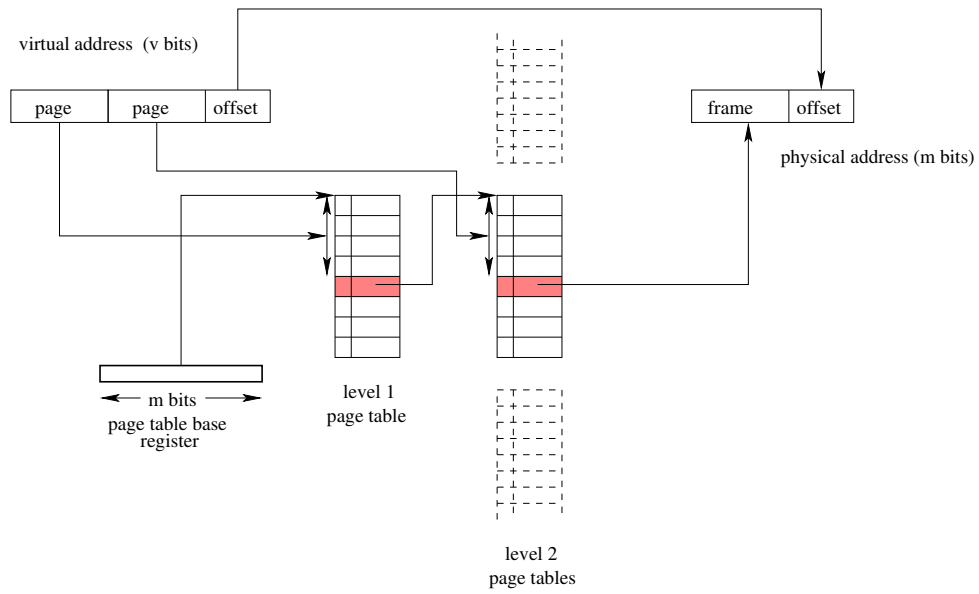 virtual address (v bits)
page page offset
frame offset
physical address (m bits)
m bits
page table base
register
level 1
page table
level 2
page tables